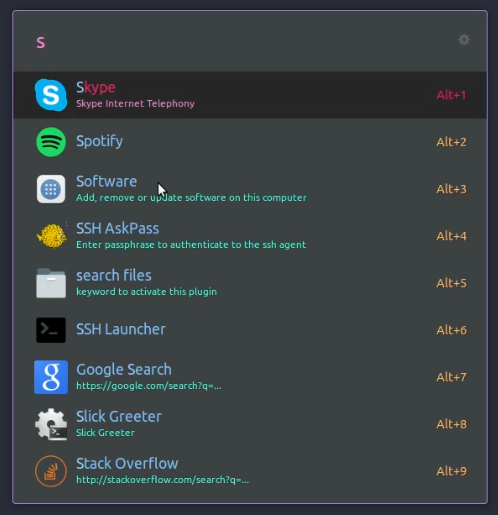 s
Skype
Skype Internet Telephony
Alt+1
Spotify
Alt+2
Software
Add, remove or update software on this computer
Alt+3
SSH AskPass
Enter passphrase to authenticate to the ssh agent
Alt+4
search files
keyword to activate this plugin
Alt+5
SSH Launcher
Alt+6
Google Search
https://google.com/search?q=...
Alt+7
Slick Greeter
Slick Greeter
Alt+8
Stack Overflow
http://stackoverflow.com/search?q=...
Alt+9